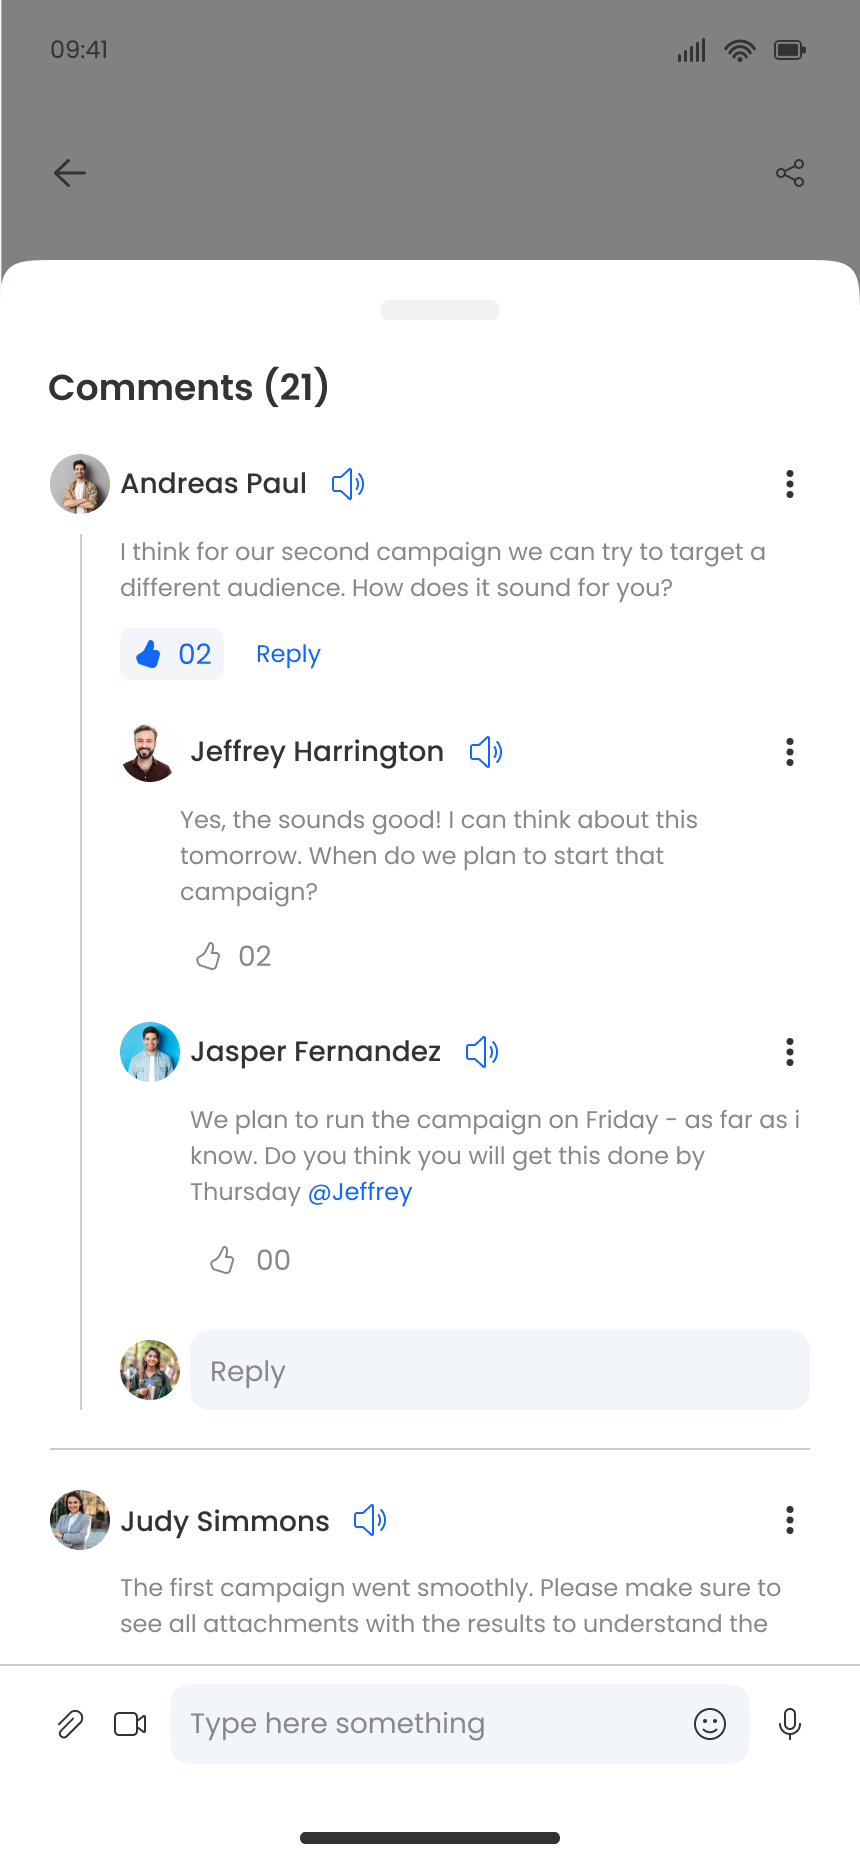 09:41
Comments (21)
Andreas Paul
I think for our second campaign we can try to target a
different audience. How does it sound for you?
02 Reply
Jeffrey Harrington
Yes, the sounds good! I can think about this
tomorrow. When do we plan to start that
campaign?
02
Jasper Fernandez
We plan to run the campaign on Friday - as far as i
know. Do you think you will get this done by
Thursday @Jeffrey
00
Reply
Judy Simmons
The first campaign went smoothly. Please make sure to
see all attachments with the results to understand the
Type here something